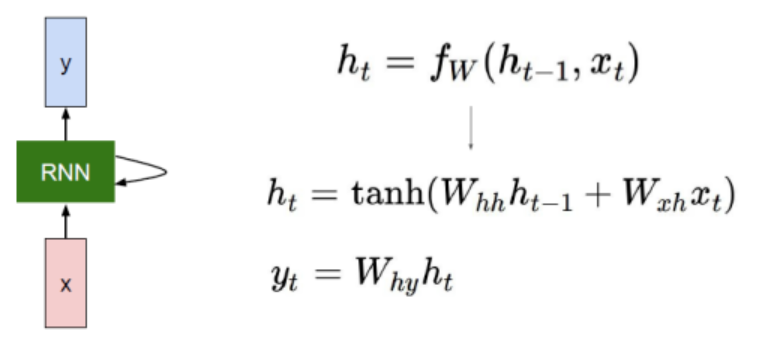 y
RNN
x
h_t = f_W(h_{t-1}, x_t)
h_t = tanh(W_{hh}h_{t-1} + W_{xh}x_t)
y_t = W_{hy}h_t